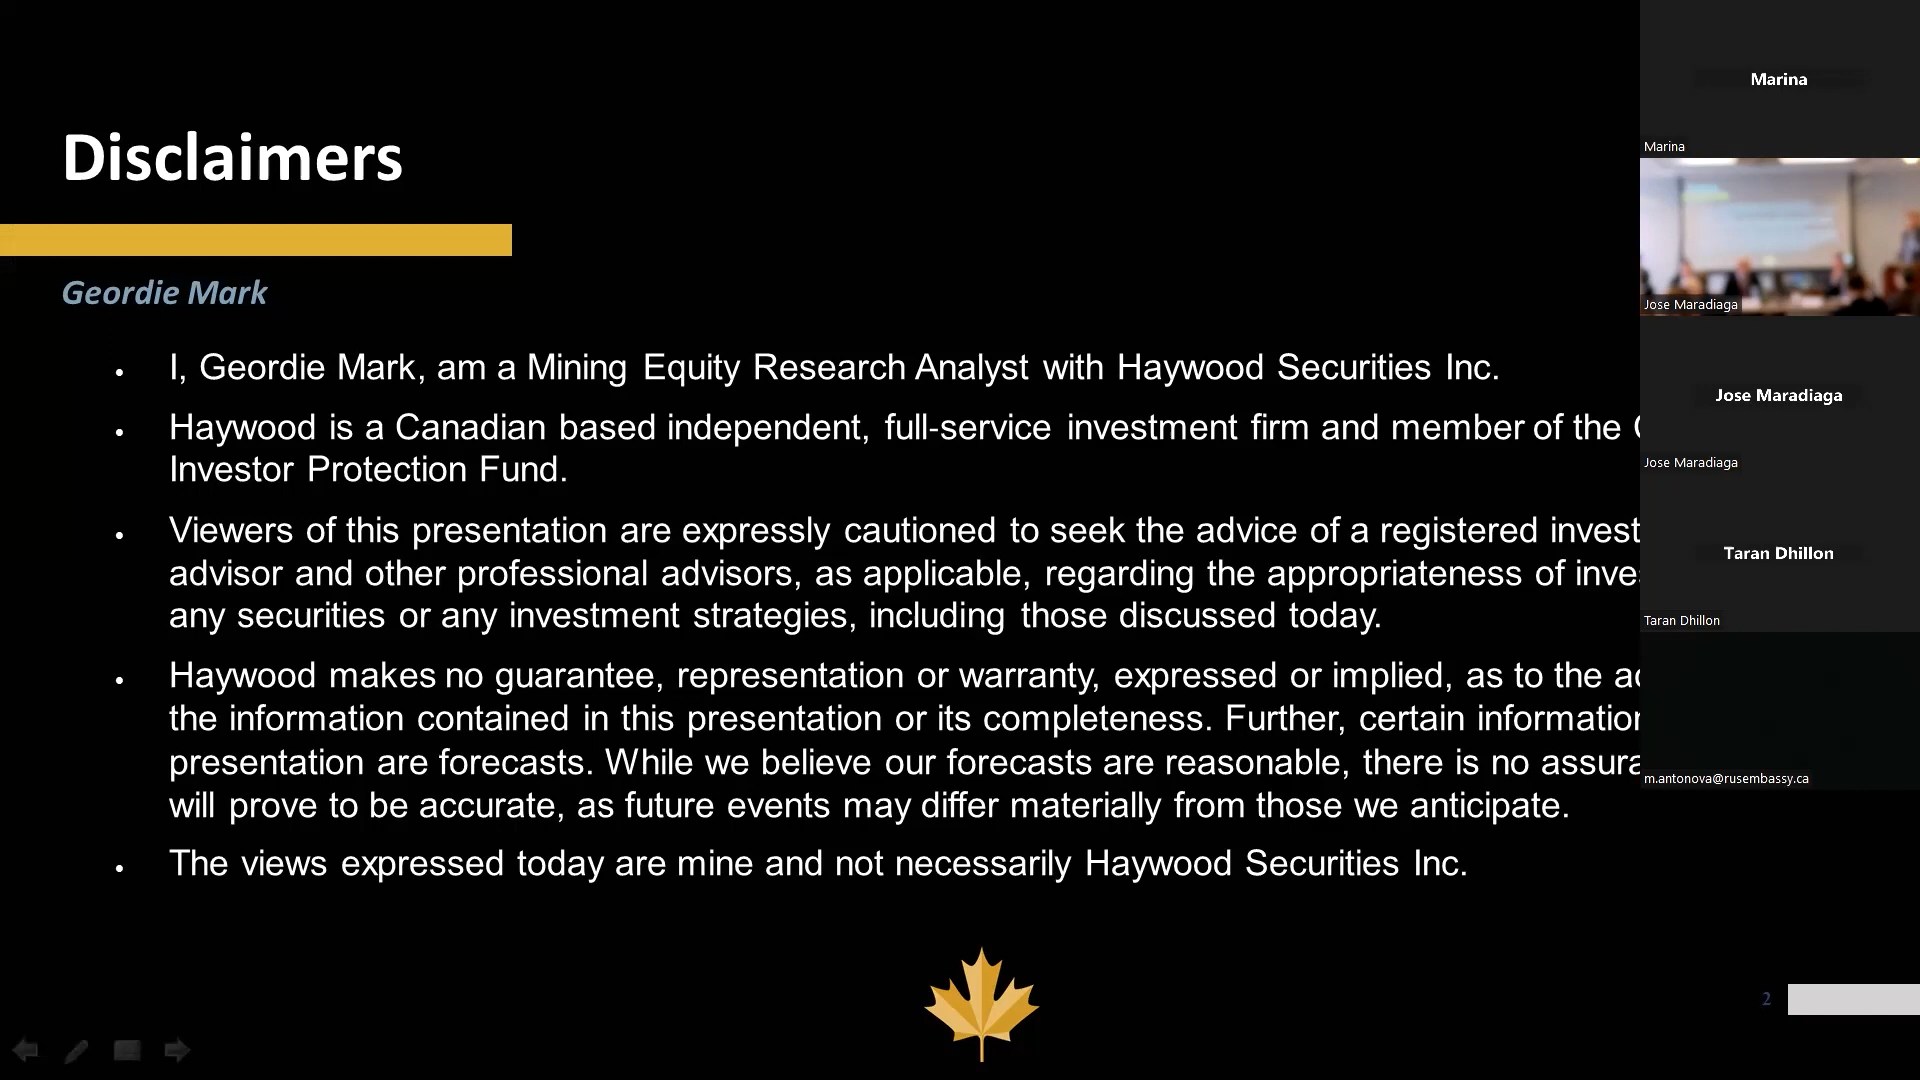 Disclaimers
Geordie Mark
• I, Geordie Mark, am a Mining Equity Research Analyst with Haywood Securities Inc.
• Haywood is a Canadian based independent, full-service investment firm and member of the
Investor Protection Fund.
• Viewers of this presentation are expressly cautioned to seek the advice of a registered invest
advisor and other professional advisors, as applicable, regarding the appropriateness of inve
any securities or any investment strategies, including those discussed today.
• Haywood makes no guarantee, representation or warranty, expressed or implied, as to the
the information contained in this presentation or its completeness. Further, certain information
presentation are forecasts. While we believe our forecasts are reasonable, there is no assura
will prove to be accurate, as future events may differ materially from those we anticipate.
• The views expressed today are mine and not necessarily Haywood Securities Inc.
2
Marina
Marina
Jose Maradiaga
Jose Maradiaga
Jose Maradiaga
Taran Dhillon
Taran Dhillon
m.antonova@rusembassy.ca